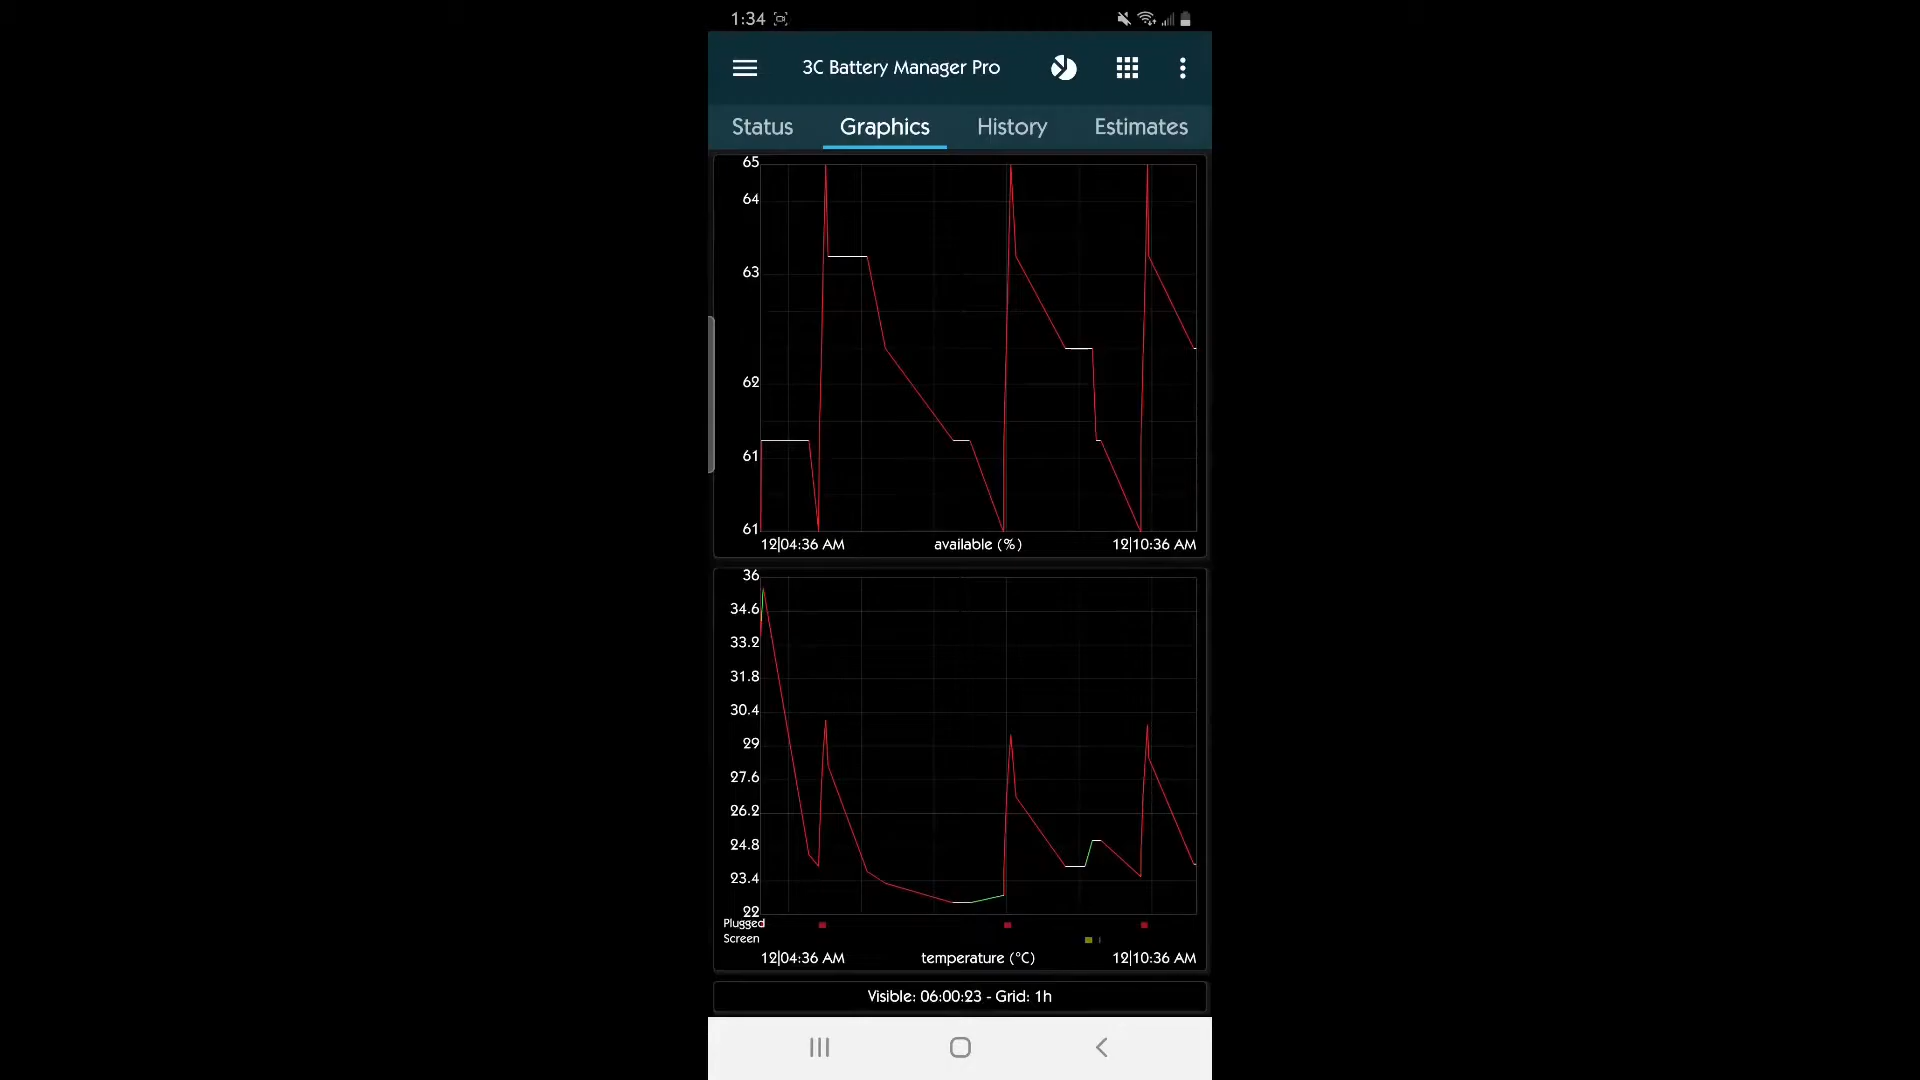 1:34
3C Battery Manager Pro
Status Graphics History Estimates
65
64
63
62
61
61
12|04:36 AM available (%) 12|10:36 AM
36
34.6
33.2
31.8
30.4
29
27.6
26.2
24.8
23.4
22
Plugged
Screen
12|04:36 AM temperature (°C) 12|10:36 AM
Visible: 06:00:23 - Grid: 1h